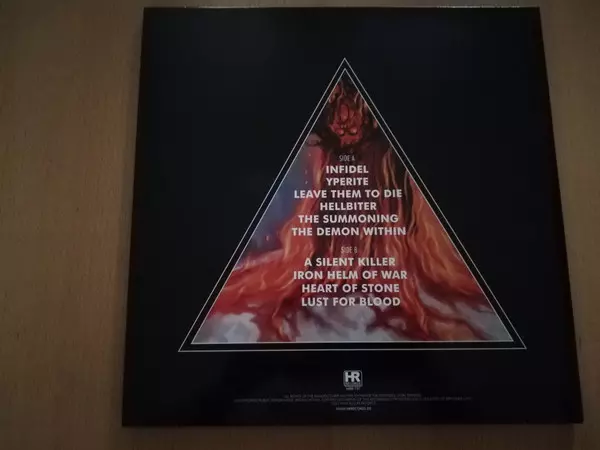 SIDE A
INFIDEL
YPERITE
LEAVE THEM TO DIE
HELLBITER
THE SUMMONING
THE DEMON WITHIN
SIDE B
A SILENT KILLER
IRON HELM OF WAR
HEART OF STONE
LUST FOR BLOOD
HR
RECORDS